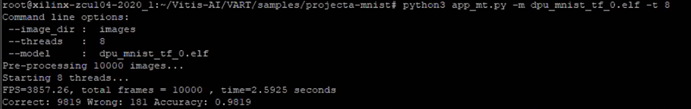 root@xilinx-zcu104-2020_1:~/Vitis-AI/VART/samples/projecta-mnist# python3 app_mt.py -m dpu_mnist_tf_0.elf -t 8
Command line options:
 --image_dir :  images
 --threads   :  8
 --model     :  dpu_mnist_tf_0.elf
Pre-processing 10000 images...
Starting 8 threads...
FPS=3857.26, total frames = 10000 , time=2.5925 seconds
Correct: 9819 Wrong: 181 Accuracy: 0.9819